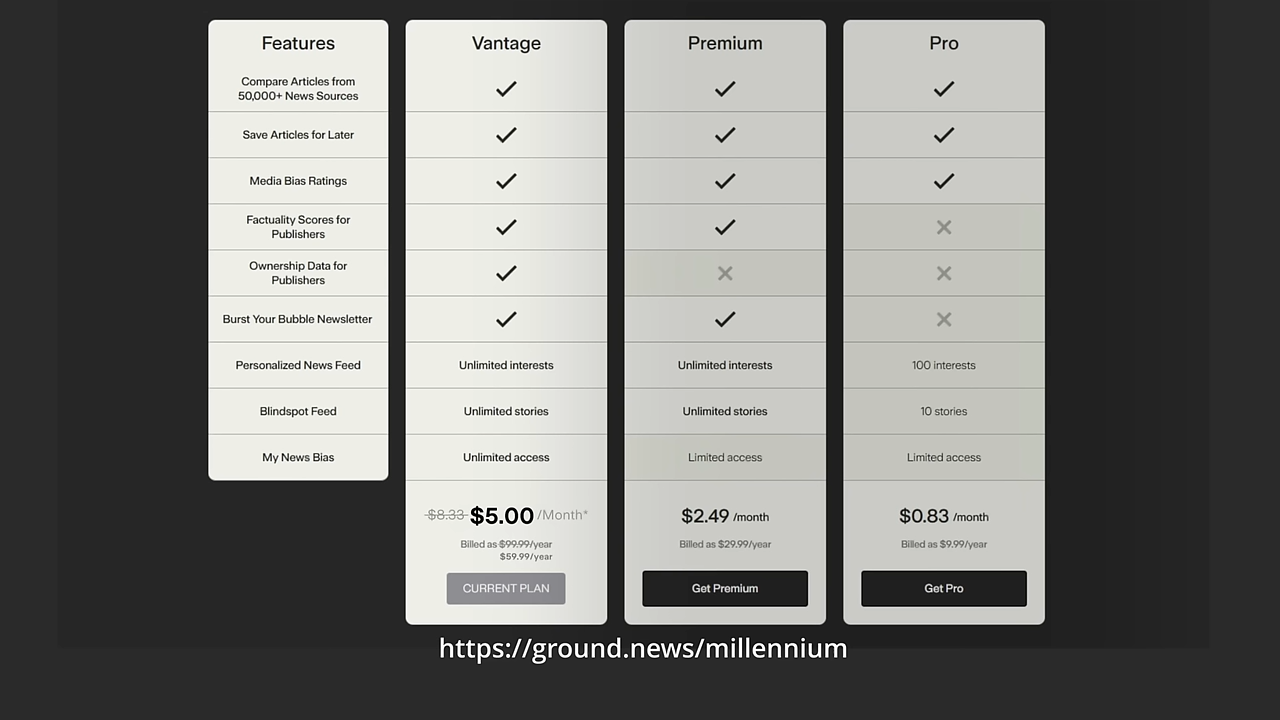 Features
Vantage
Premium
Pro
Compare Articles from
50,000+ News Sources
Save Articles for Later
Media Bias Ratings
Factuality Scores for
Publishers
Ownership Data for
Publishers
Burst Your Bubble Newsletter
Personalized News Feed
Unlimited interests
Unlimited interests
100 interests
Blindspot Feed
Unlimited stories
Unlimited stories
10 stories
My News Bias
Unlimited access
Limited access
Limited access
$8.33 $5.00 /Month*
$2.49 /month
$0.83 /month
Billed as $99.99/year
$59.99/year
Billed as $29.99/year
Billed as $9.99/year
CURRENT PLAN
Get Premium
Get Pro
https://ground.news/millennium